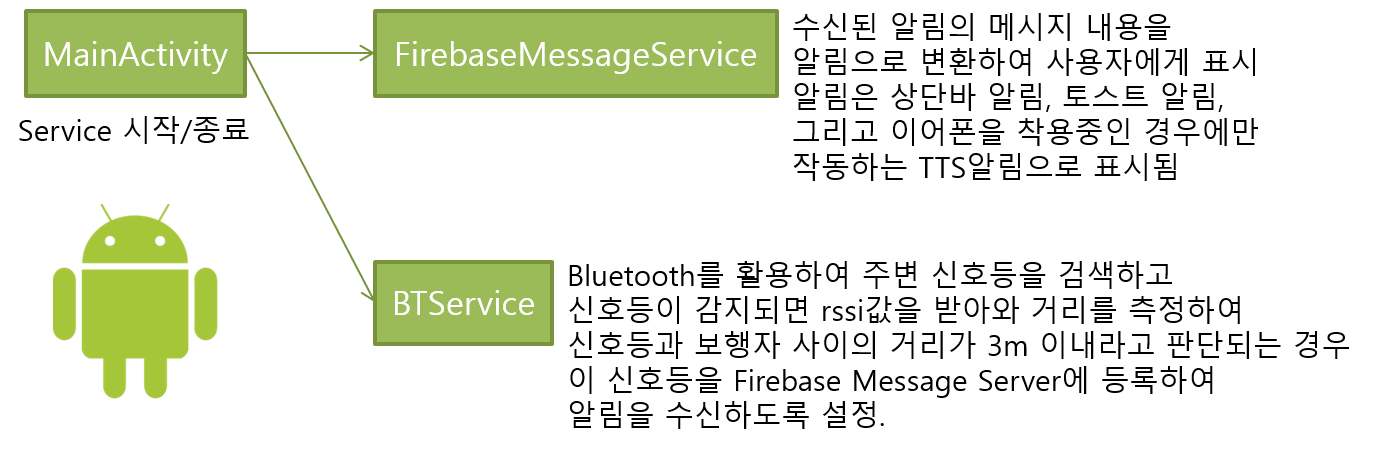 MainActivity
Service 시작/종료
FirebaseMessageService
수신된 알림의 메시지 내용을
알림으로 변환하여 사용자에게 표시
알림은 상단바 알림, 토스트 알림,
그리고 이어폰을 착용중인 경우에만
작동하는 TTS알림으로 표시됨
BTService
Bluetooth를 활용하여 주변 신호등을 검색하고
신호등이 감지되면 rssi값을 받아와 거리를 측정하여
신호등과 보행자 사이의 거리가 3m 이내라고 판단되는 경우
이 신호등을 Firebase Message Server에 등록하여
알림을 수신하도록 설정.